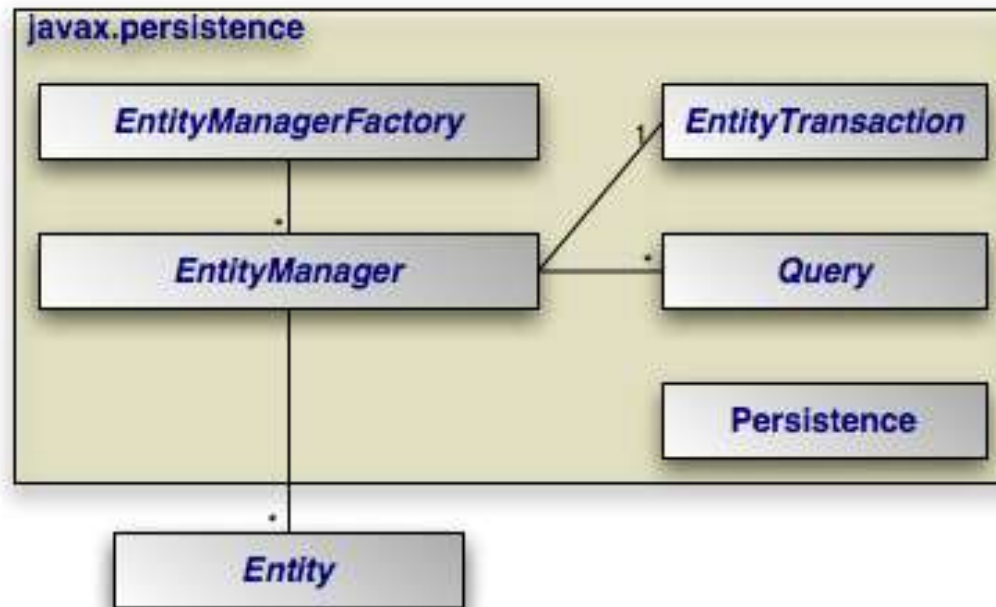 javax.persistence
EntityManagerFactory
EntityTransaction
1
*
EntityManager
*
Query
Persistence
*
Entity